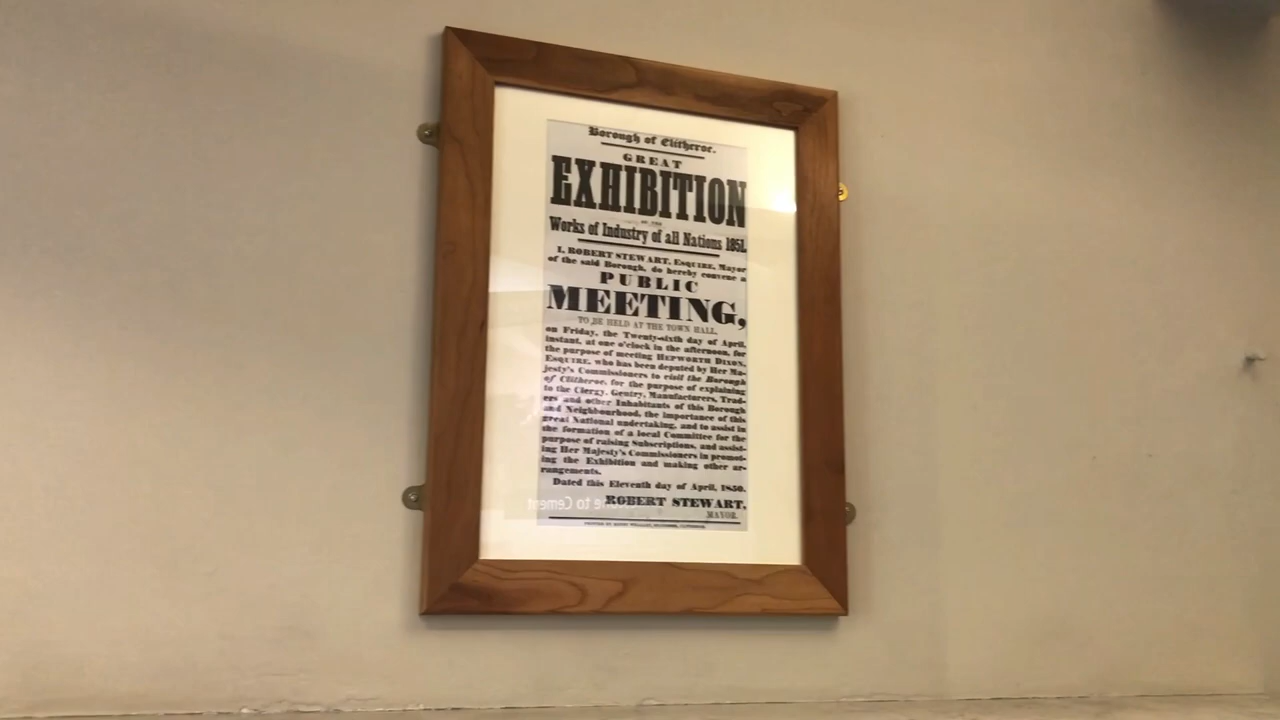 Borough of Clitheroe.
GREAT
EXHIBITION
OF THE
Works of Industry of all Nations 1851.
I, ROBERT STEWART, ESQUIRE, Mayor
of the said Borough, do hereby convene a
PUBLIC
MEETING,
TO BE HELD AT THE TOWN HALL,
on Friday, the Twenty-sixth day of April,
instant, at one o'clock in the afternoon, for
the purpose of meeting HEPWORTH DIXON,
ESQUIRE, who has been deputed by Her Ma-
jesty's Commissioners to visit the Borough
of Clitheroe, for the purpose of explaining
to the Clergy, Gentry, Manufacturers, Trad-
ers and other Inhabitants of this Borough
and Neighbourhood, the importance of this
great National undertaking, and to assist in
the formation of a local Committee for the
purpose of raising Subscriptions, and assist-
ing Her Majesty's Commissioners in promot-
ing the Exhibition and making other ar-
rangements.
Dated this Eleventh day of April, 1850.
ROBERT STEWART,
MAYOR.
to Cement